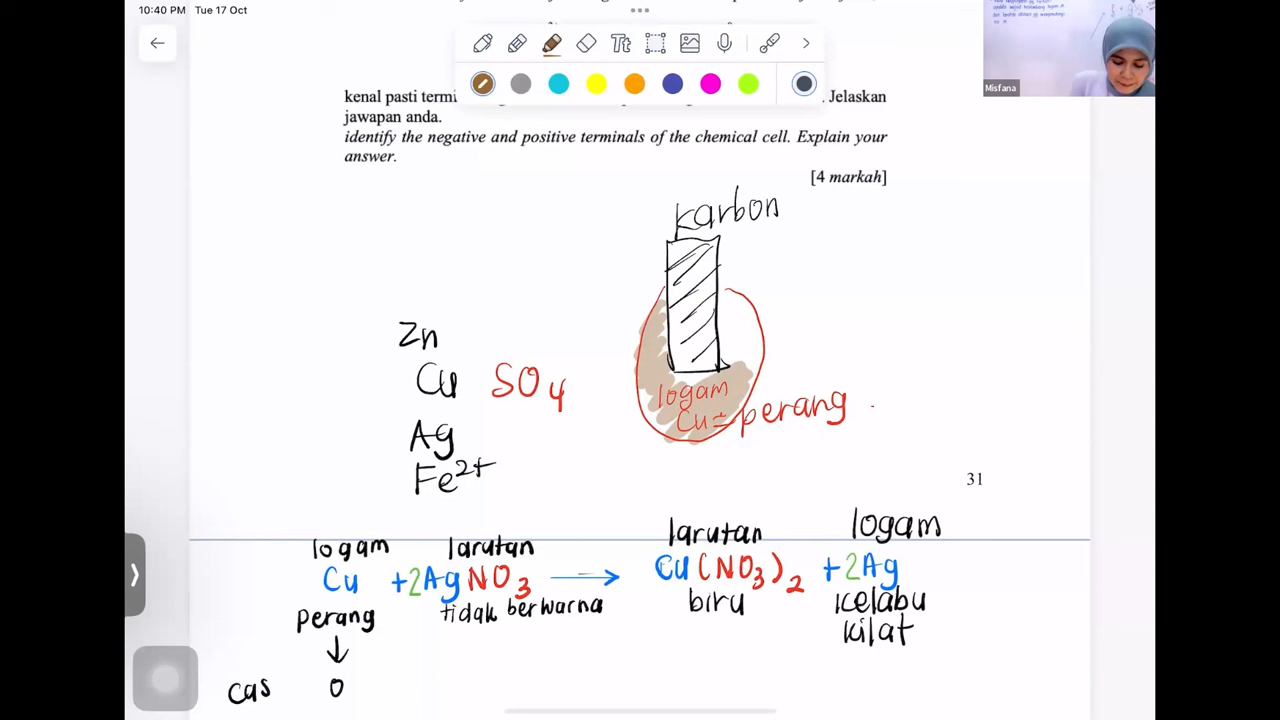 10:40 PM Tue 17 Oct
Tt
Misfana
kenal pasti termi
Jelaskan
jawapan anda.
identify the negative and positive terminals of the chemical cell. Explain your
answer.
[4 markah]
karbon
Zn
Cu SO4
Ag
Fe2+
logam
Cu = perang
31
logam larutan larutan logam
Cu + 2AgNO3 → Cu(NO3)2 + 2Ag
perang tidak berwarna biru kelabu
kilat
↓
cas 0